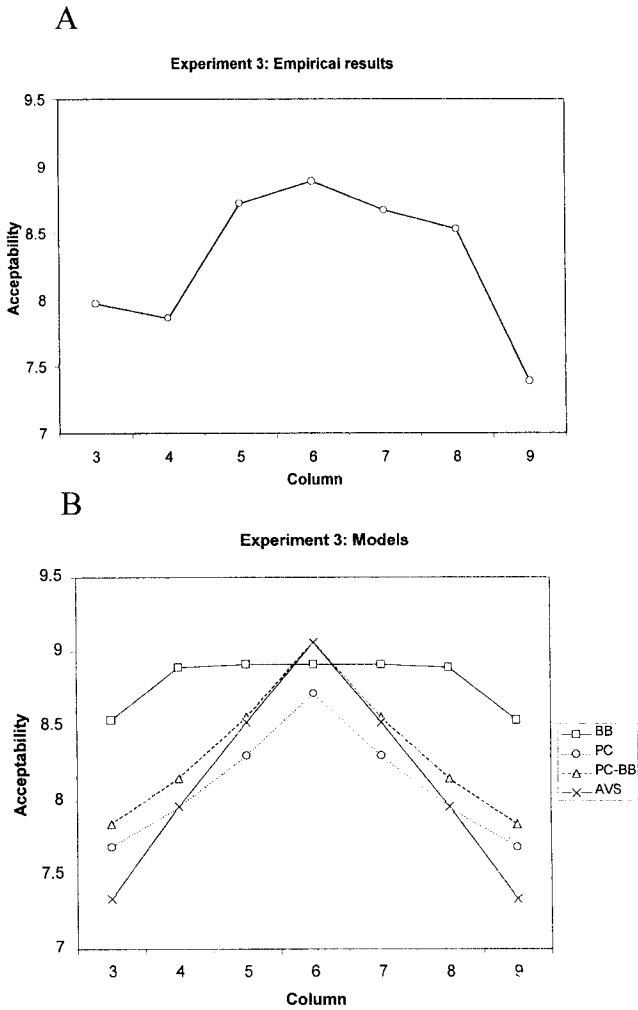 A
Experiment 3: Empirical results
9.5
9
8.5
8
7.5
7
Acceptability
3 4 5 6 7 8 9
Column
B
Experiment 3: Models
9.5
9
8.5
8
7.5
7
Acceptability
3 4 5 6 7 8 9
Column
BB
PC
PC-BB
AVS